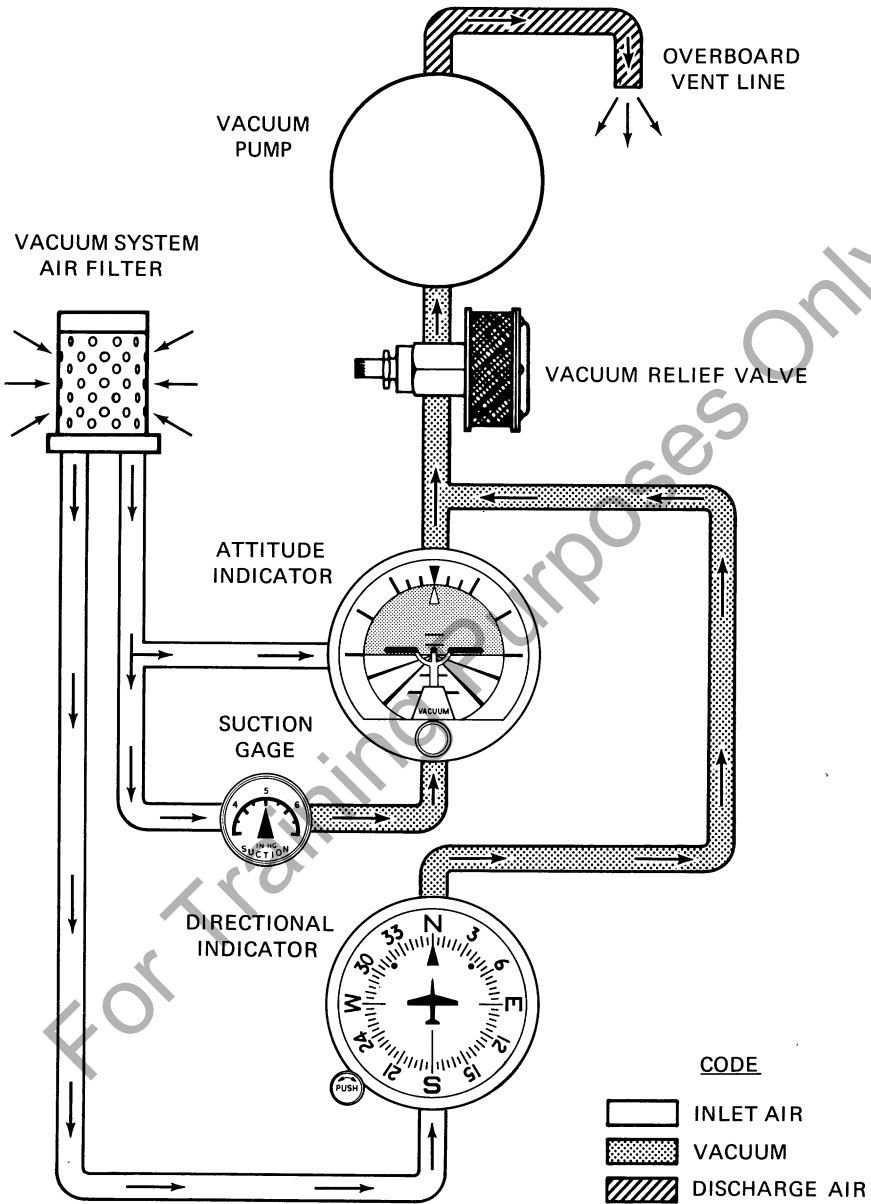 OVERBOARD
VENT LINE
VACUUM
PUMP
VACUUM SYSTEM
AIR FILTER
VACUUM RELIEF VALVE
ATTITUDE
INDICATOR
VACUUM
SUCTION
GAGE
4 5 6
IN HG
SUCTION
DIRECTIONAL
INDICATOR
N 3 6 E 12 15 S 21 24 W 30 33
PUSH
CODE
INLET AIR
VACUUM
DISCHARGE AIR
For Training Purposes Only